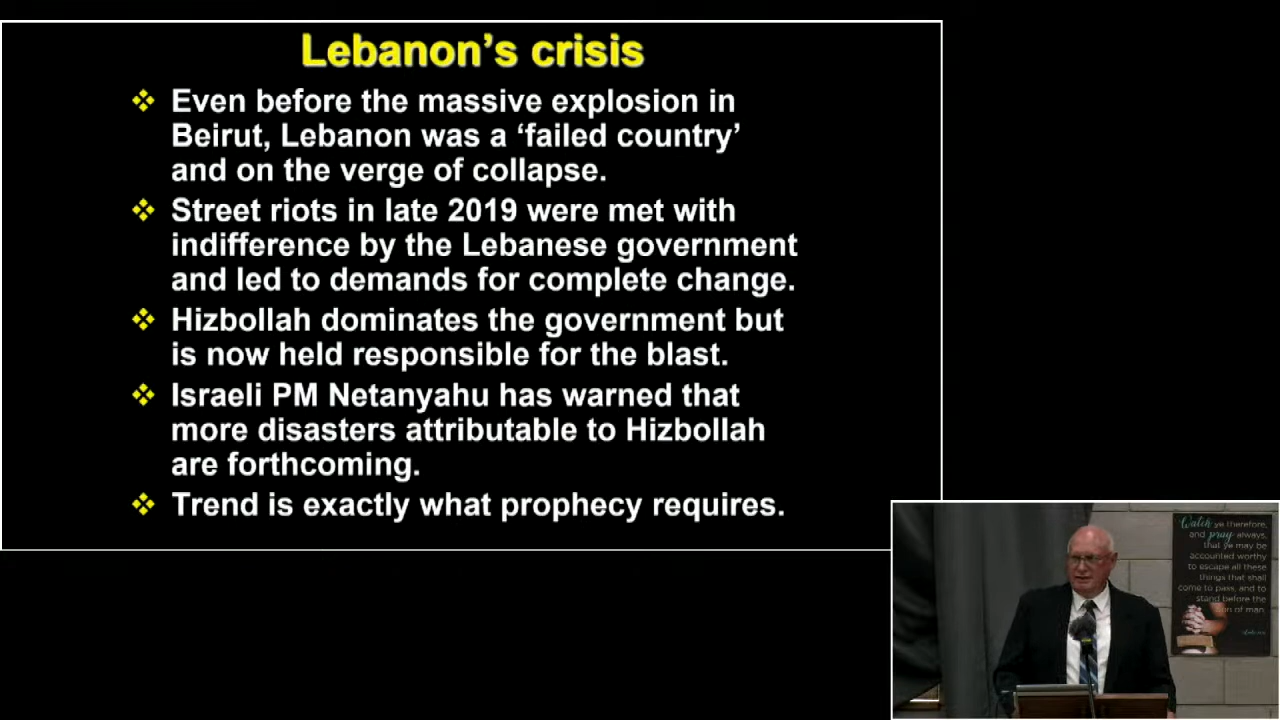 Lebanon’s crisis
❖ Even before the massive explosion in
Beirut, Lebanon was a ‘failed country’
and on the verge of collapse.
❖ Street riots in late 2019 were met with
indifference by the Lebanese government
and led to demands for complete change.
❖ Hizbollah dominates the government but
is now held responsible for the blast.
❖ Israeli PM Netanyahu has warned that
more disasters attributable to Hizbollah
are forthcoming.
❖ Trend is exactly what prophecy requires.
Watch ye therefore,
and pray always,
that ye may be
accounted worthy
to escape all these
things that shall
come to pass, and to
stand before the
of man.